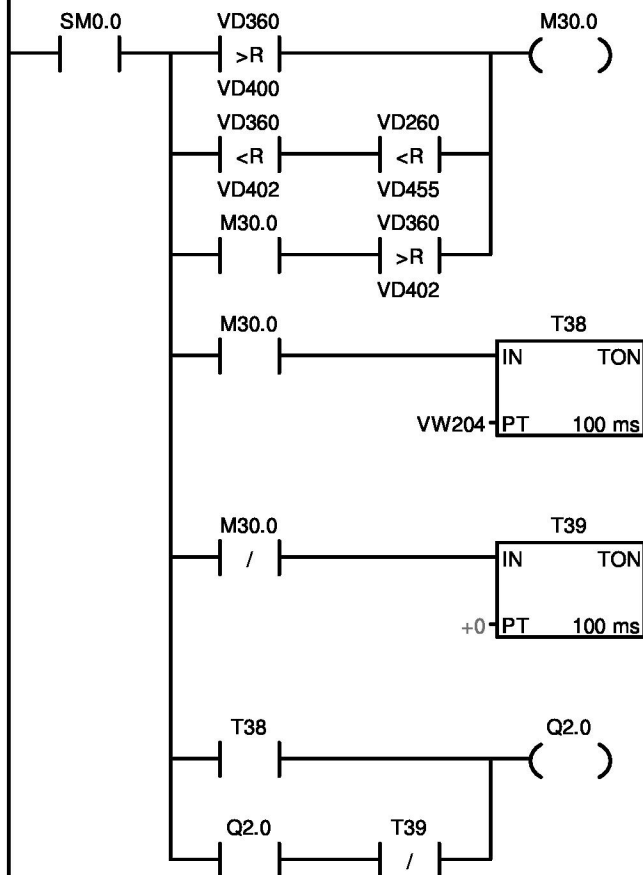 SM0.0 VD360 M30.0
>R
VD400
VD360 VD260
<R <R
VD402 VD455
M30.0 VD360
>R
VD402
M30.0 T38
IN TON
VW204 PT 100 ms
M30.0 T39
/ IN TON
+0 PT 100 ms
T38 Q2.0
Q2.0 T39
/